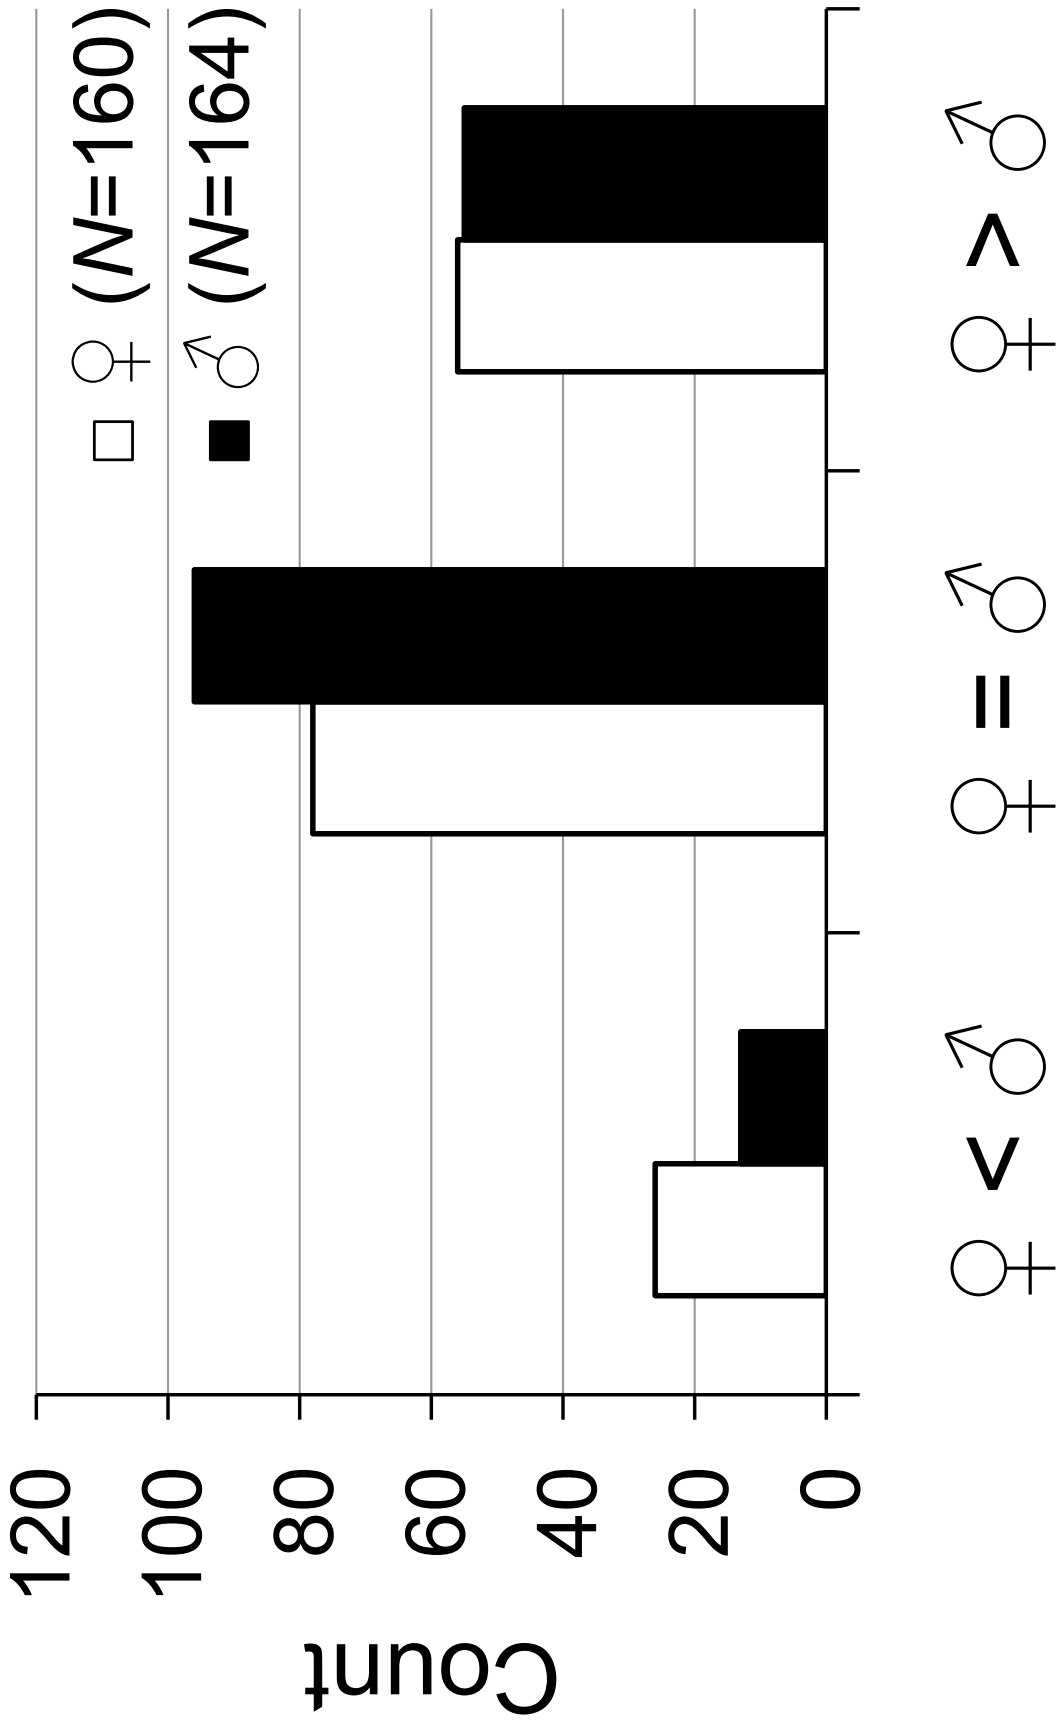 120
100
80
60
40
20
0
Count
♀ (N=160)
♂ (N=164)
♀ < ♂
♀ = ♂
♀ > ♂